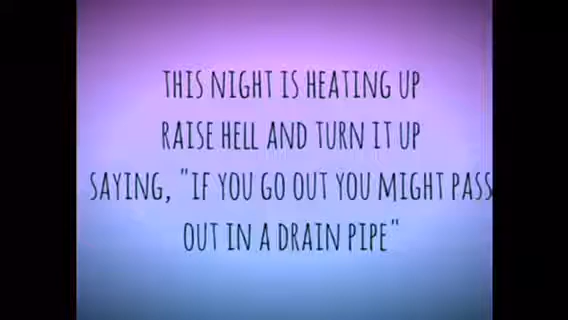 THIS NIGHT IS HEATING UP
RAISE HELL AND TURN IT UP
SAYING, "IF YOU GO OUT YOU MIGHT PASS
OUT IN A DRAIN PIPE"